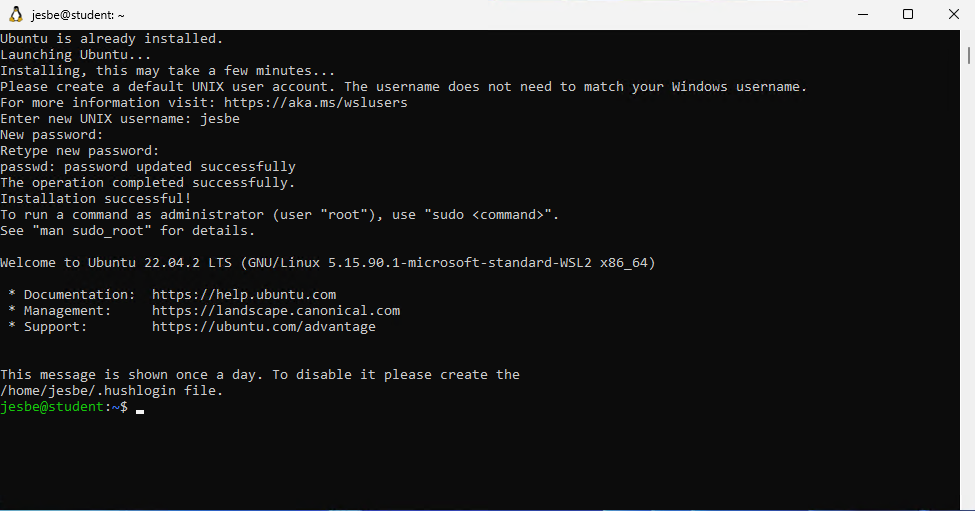 jesbe@student: ~
Ubuntu is already installed.
Launching Ubuntu...
Installing, this may take a few minutes...
Please create a default UNIX user account. The username does not need to match your Windows username.
For more information visit: https://aka.ms/wslusers
Enter new UNIX username: jesbe
New password:
Retype new password:
passwd: password updated successfully
The operation completed successfully.
Installation successful!
To run a command as administrator (user "root"), use "sudo <command>".
See "man sudo_root" for details.

Welcome to Ubuntu 22.04.2 LTS (GNU/Linux 5.15.90.1-microsoft-standard-WSL2 x86_64)

 * Documentation:  https://help.ubuntu.com
 * Management:     https://landscape.canonical.com
 * Support:        https://ubuntu.com/advantage


This message is shown once a day. To disable it please create the
/home/jesbe/.hushlogin file.
jesbe@student:~$